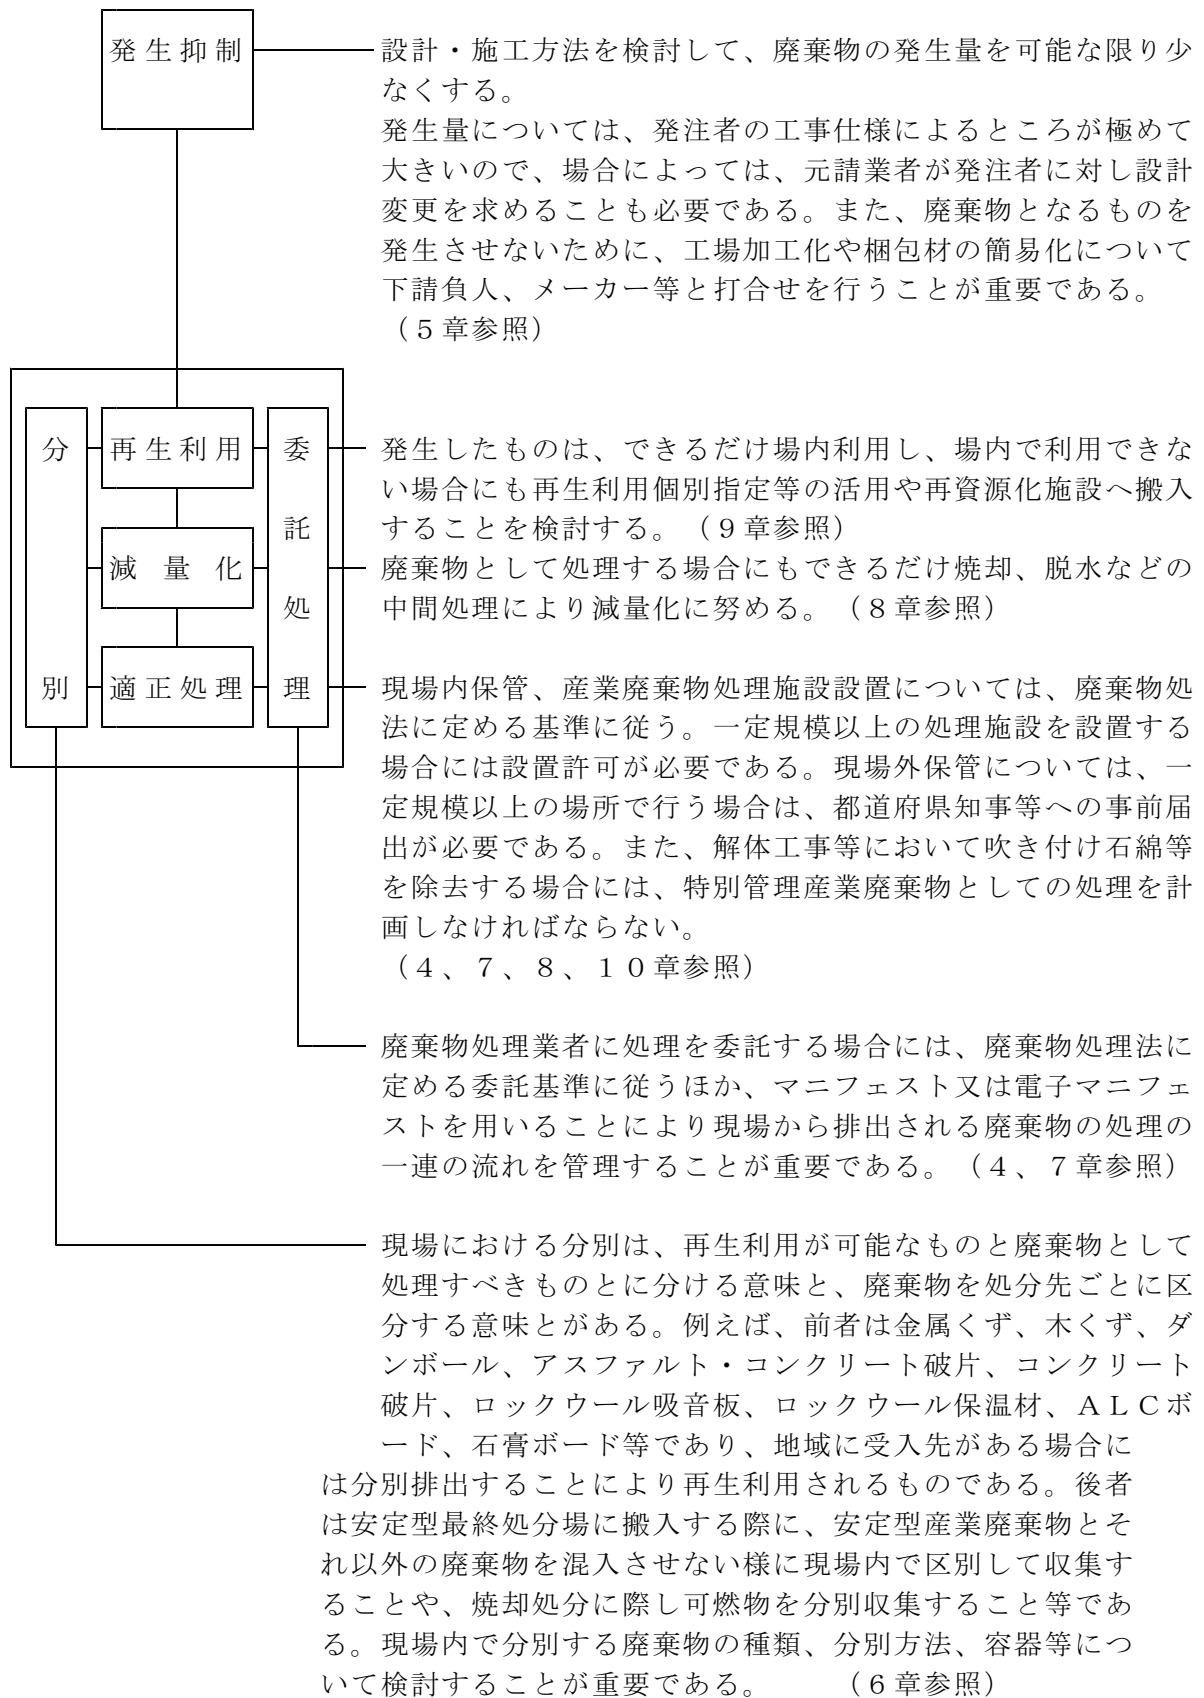 発生抑制
設計・施工方法を検討して、廃棄物の発生量を可能な限り少
なくする。
発生量については、発注者の工事仕様によるところが極めて
大きいので、場合によっては、元請業者が発注者に対し設計
変更を求めることも必要である。また、廃棄物となるものを
発生させないために、工場加工化や梱包材の簡易化について
下請負人、メーカー等と打合せを行うことが重要である。
（５章参照）
分別
再生利用
委託処理
発生したものは、できるだけ場内利用し、場内で利用できな
い場合にも再生利用個別指定等の活用や再資源化施設へ搬入
することを検討する。（９章参照）
減量化
廃棄物として処理する場合にもできるだけ焼却、脱水などの
中間処理により減量化に努める。（８章参照）
適正処理
現場内保管、産業廃棄物処理施設設置については、廃棄物処
法に定める基準に従う。一定規模以上の処理施設を設置する
場合には設置許可が必要である。現場外保管については、一
定規模以上の場所で行う場合は、都道府県知事等への事前届
出が必要である。また、解体工事等において吹き付け石綿等
を除去する場合には、特別管理産業廃棄物としての処理を計
画しなければならない。
（４、７、８、１０章参照）
廃棄物処理業者に処理を委託する場合には、廃棄物処理法に
定める委託基準に従うほか、マニフェスト又は電子マニフェ
ストを用いることにより現場から排出される廃棄物の処理の
一連の流れを管理することが重要である。（４、７章参照）
現場における分別は、再生利用が可能なものと廃棄物として
処理すべきものとに分ける意味と、廃棄物を処分先ごとに区
分する意味とがある。例えば、前者は金属くず、木くず、ダ
ンボール、アスファルト・コンクリート破片、コンクリート
破片、ロックウール吸音板、ロックウール保温材、ＡＬＣボ
ード、石膏ボード等であり、地域に受入先がある場合に
は分別排出することにより再生利用されるものである。後者
は安定型最終処分場に搬入する際に、安定型産業廃棄物とそ
れ以外の廃棄物を混入させない様に現場内で区別して収集す
ることや、焼却処分に際し可燃物を分別収集すること等であ
る。現場内で分別する廃棄物の種類、分別方法、容器等につ
いて検討することが重要である。　　（６章参照）